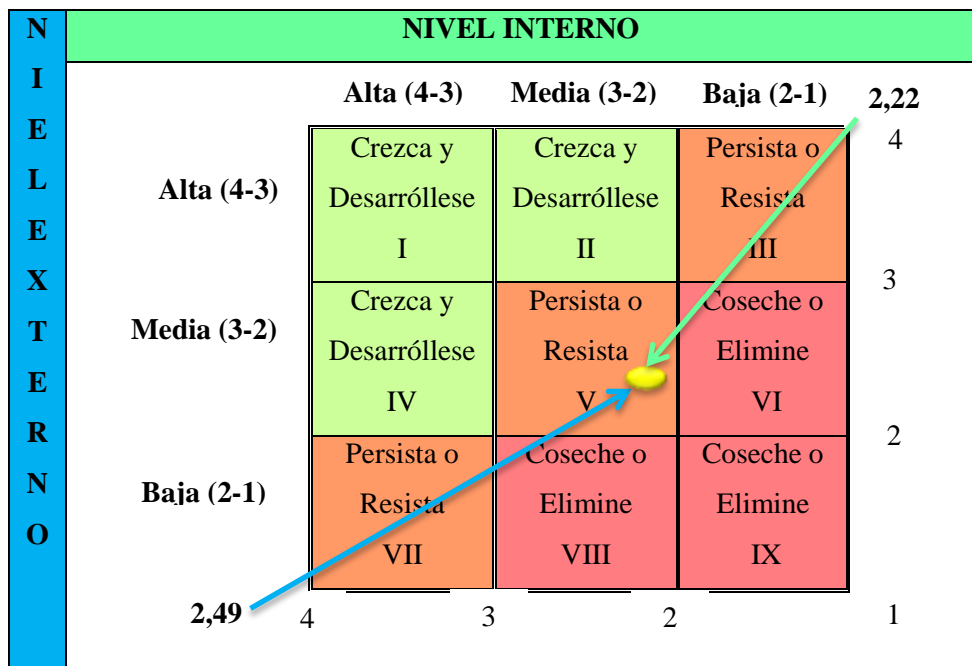 N
I
E
L
E
X
T
E
R
N
O
NIVEL INTERNO
Alta (4-3)
Media (3-2)
Baja (2-1)
2,22
Alta (4-3)
Crezca y
Desarróllese
I
Crezca y
Desarróllese
II
Persista o
Resista
III
4
3
Media (3-2)
Crezca y
Desarróllese
IV
Persista o
Resista
V
Coseche o
Elimine
VI
2
Baja (2-1)
Persista o
Resista
VII
Coseche o
Elimine
VIII
Coseche o
Elimine
IX
1
2,49
4
3
2